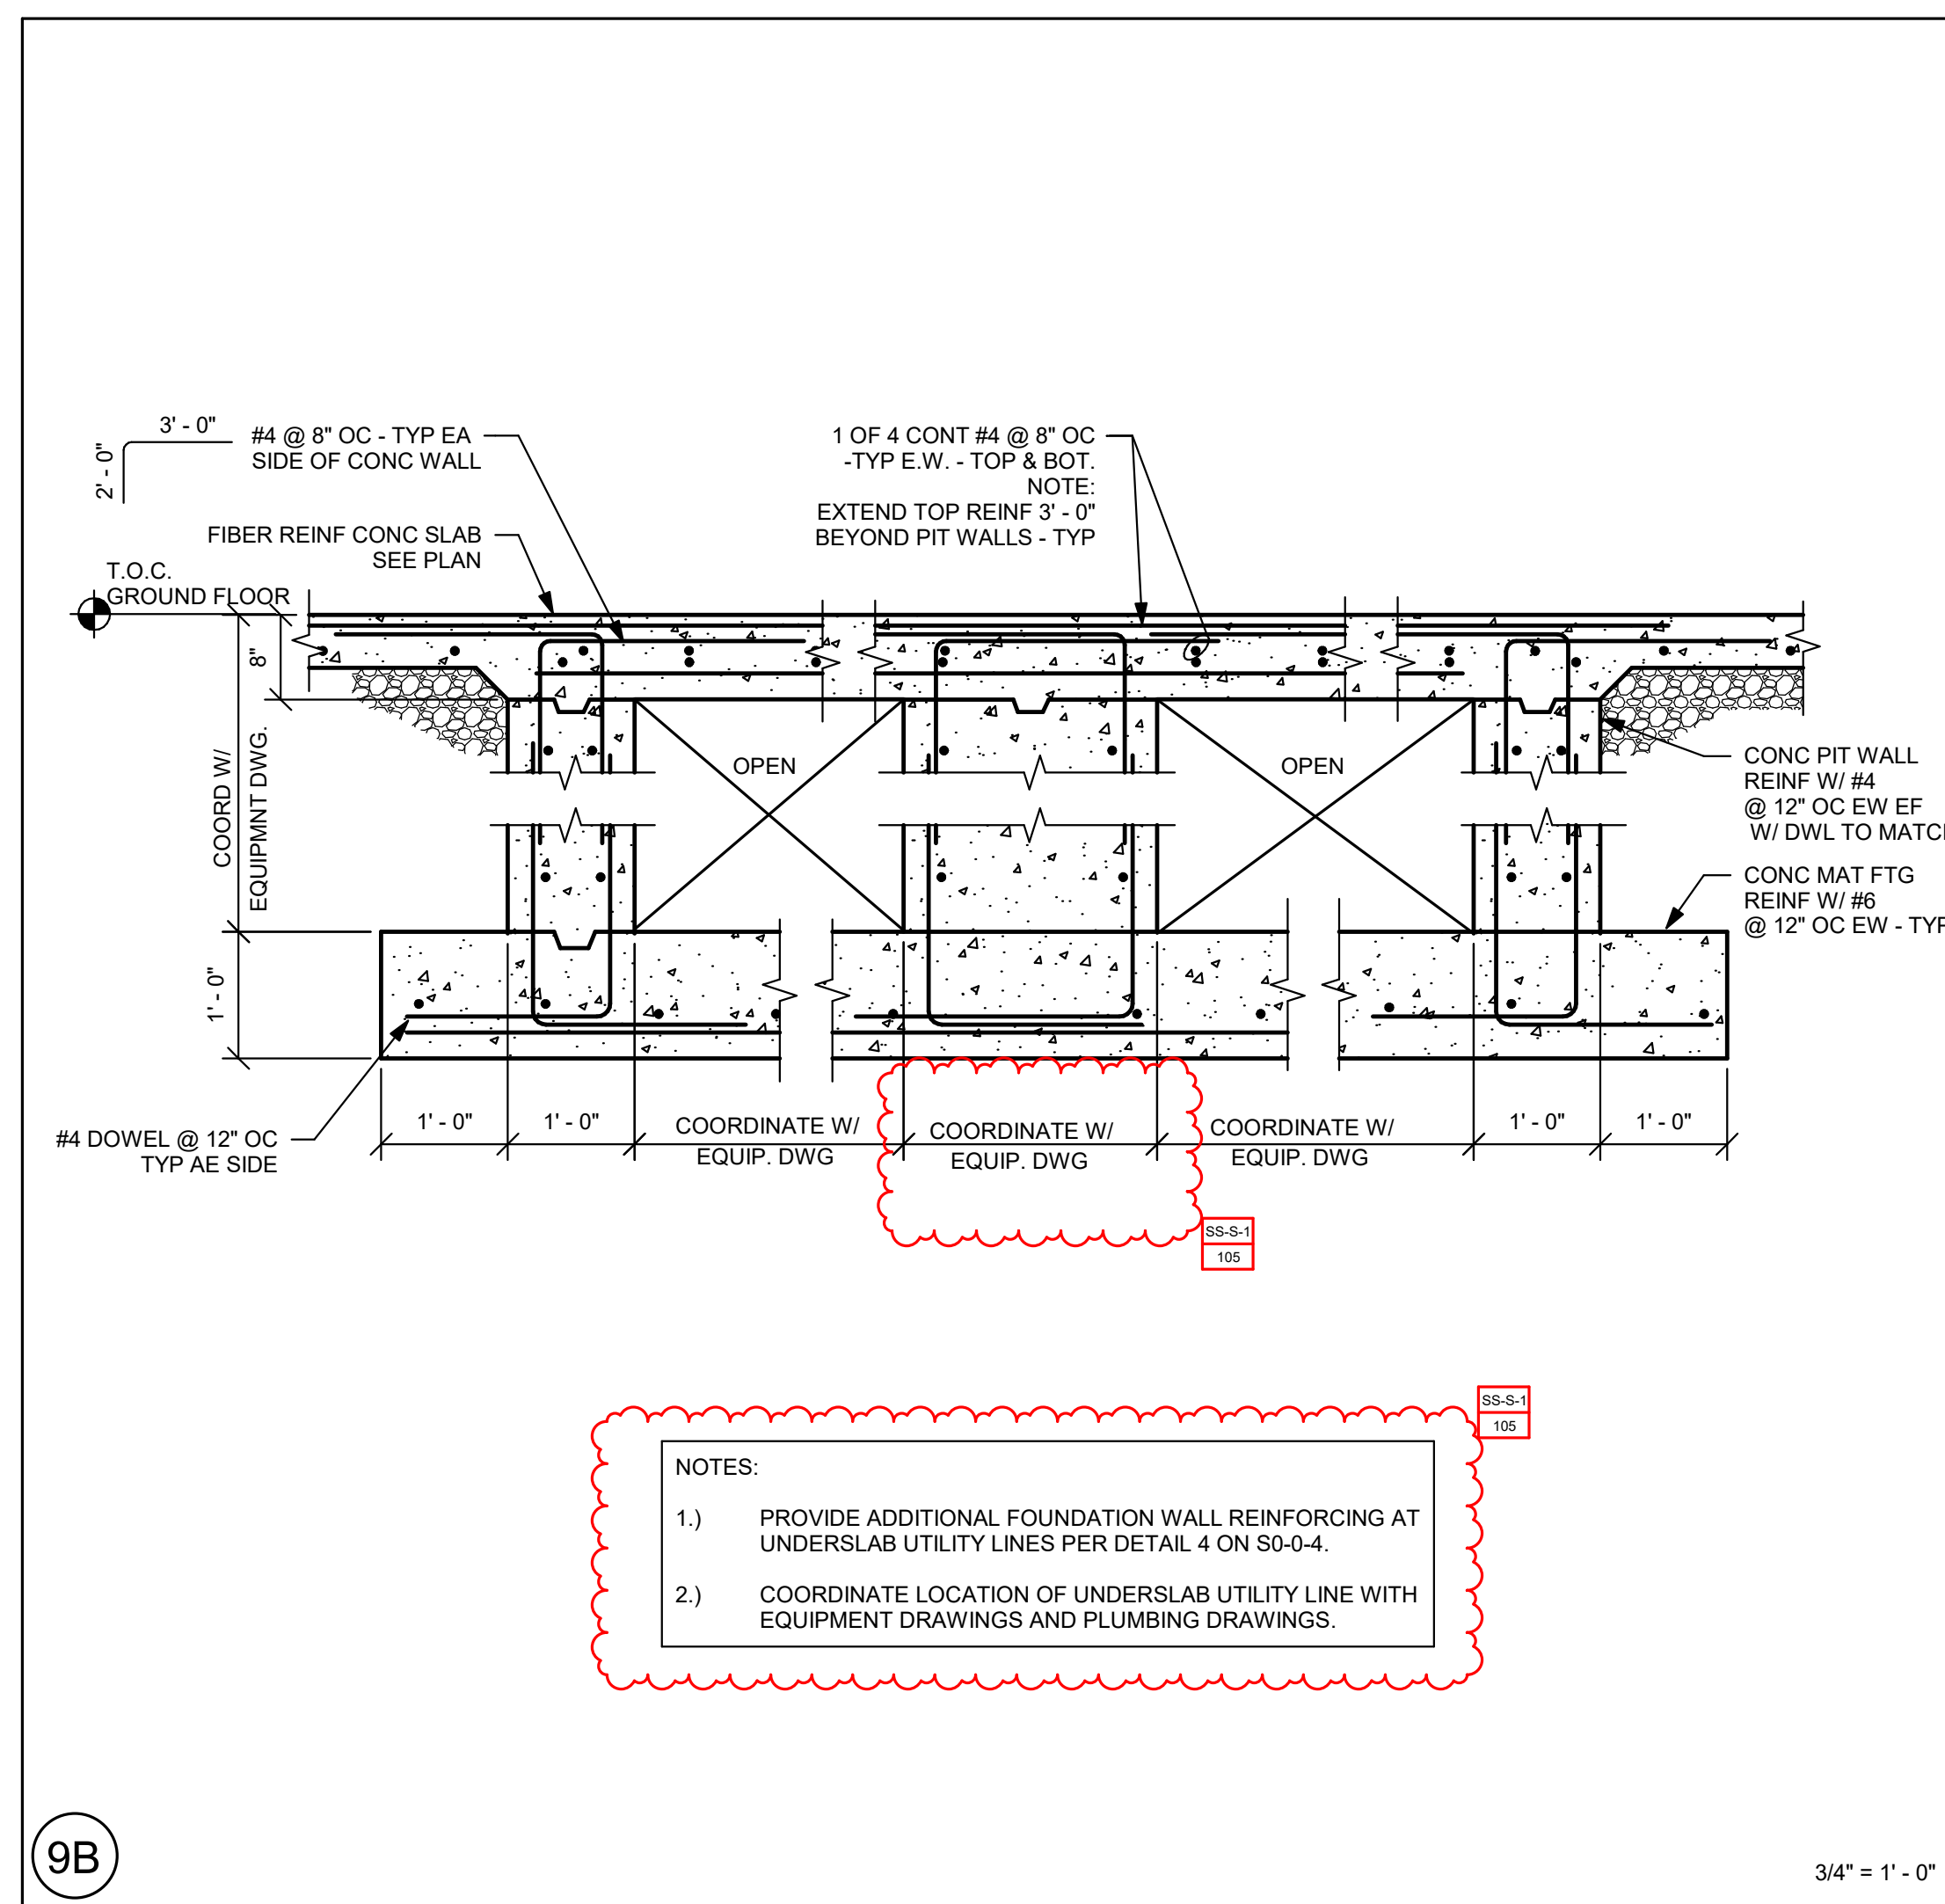 3' - 0"
2' - 0"
#4 @ 8" OC - TYP EA
SIDE OF CONC WALL
FIBER REINF CONC SLAB
SEE PLAN
T.O.C.
GROUND FLOOR
1 OF 4 CONT #4 @ 8" OC
-TYP E.W. - TOP & BOT.
NOTE:
EXTEND TOP REINF 3' - 0"
BEYOND PIT WALLS - TYP
8"
COORD W/
EQUIPMNT DWG.
1' - 0"
OPEN
OPEN
CONC PIT WALL
REINF W/ #4
@ 12" OC EW EF
W/ DWL TO MATC
CONC MAT FTG
REINF W/ #6
@ 12" OC EW - TYP
#4 DOWEL @ 12" OC
TYP AE SIDE
1' - 0"
1' - 0"
COORDINATE W/
EQUIP. DWG
COORDINATE W/
EQUIP. DWG
COORDINATE W/
EQUIP. DWG
1' - 0"
1' - 0"
SS-S-1
105
SS-S-1
105
NOTES:
1.) PROVIDE ADDITIONAL FOUNDATION WALL REINFORCING AT
UNDERSLAB UTILITY LINES PER DETAIL 4 ON S0-0-4.
2.) COORDINATE LOCATION OF UNDERSLAB UTILITY LINE WITH
EQUIPMENT DRAWINGS AND PLUMBING DRAWINGS.
9B
3/4" = 1' - 0"